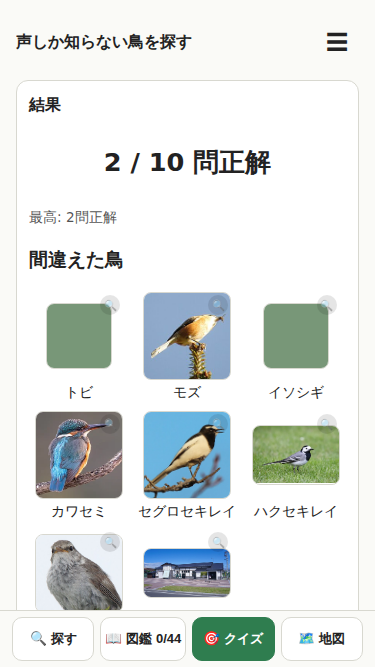 声しか知らない鳥を探す
結果
2 / 10 問正解
最高: 2問正解
間違えた鳥
トビ
モズ
イソシギ
カワセミ
セグロセキレイ
ハクセキレイ
探す
図鑑 0/44
クイズ
地図